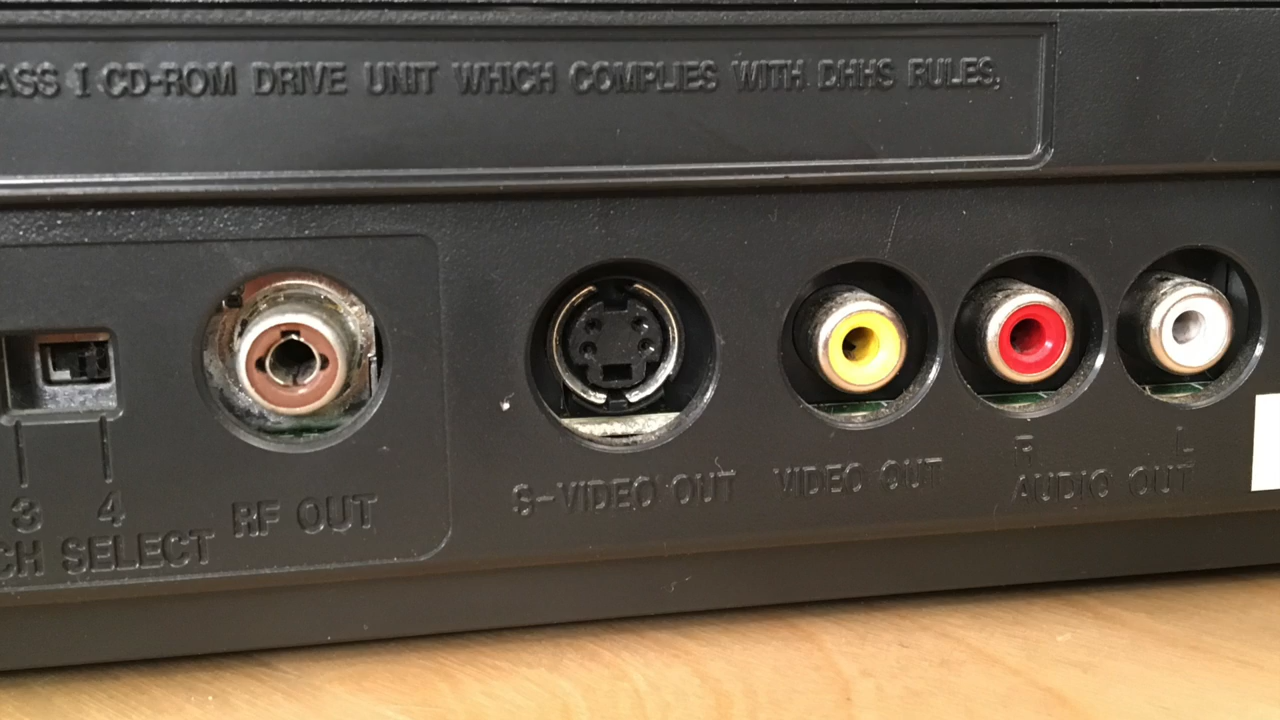 ASS I CD-ROM DRIVE UNIT WHICH COMPLIES WITH DHHS RULES.
3 4
CH SELECT
RF OUT
S-VIDEO OUT
VIDEO OUT
R L
AUDIO OUT